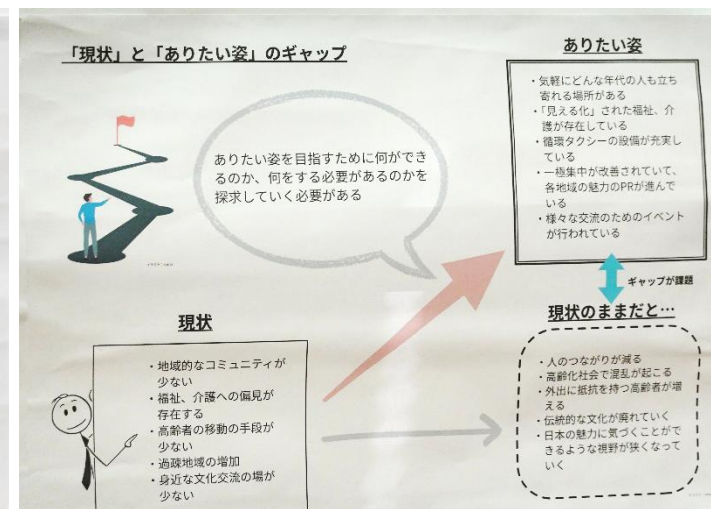 「現状」と「ありたい姿」のギャップ
ありたい姿を目指すために何ができ
るのか、何をする必要があるのかを
探求していく必要がある
ありたい姿
・気軽にどんな年代の人も立ち
寄れる場所がある
・「見える化」された福祉、介
護が存在している
・循環タクシーの設備が充実し
ている
・一極集中が改善されていて、
各地域の魅力のPRが進んで
いる
・様々な交流のためのイベント
が行われている
ギャップが課題
現状
・地域的なコミュニティが
少ない
・福祉、介護への偏見が
存在する
・高齢者の移動の手段が
少ない
・過疎地域の増加
・身近な文化交流の場が
少ない
現状のままだと…
・人のつながりが減る
・高齢化社会で混乱が起こる
・外出に抵抗を持つ高齢者が増
える
・伝統的な文化が廃れていく
・日本の魅力に気づくことがで
きるような視野が狭くなって
いく